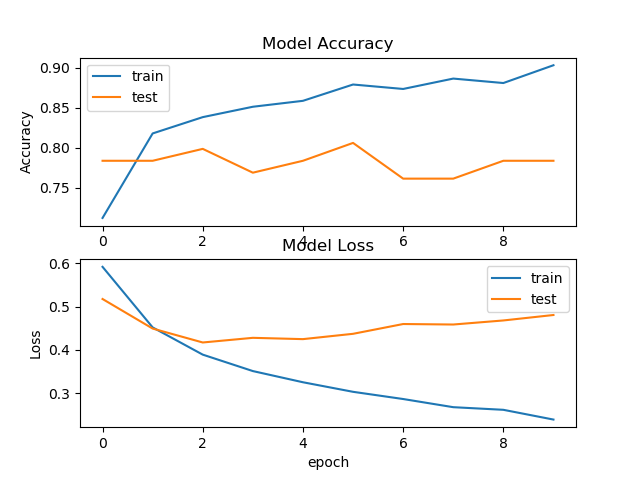 Model Accuracy
0.90
0.85
0.80
0.75
Accuracy
train
test
0 2 4 6 8
Model Loss
0.6
0.5
0.4
0.3
Loss
train
test
0 2 4 6 8
epoch